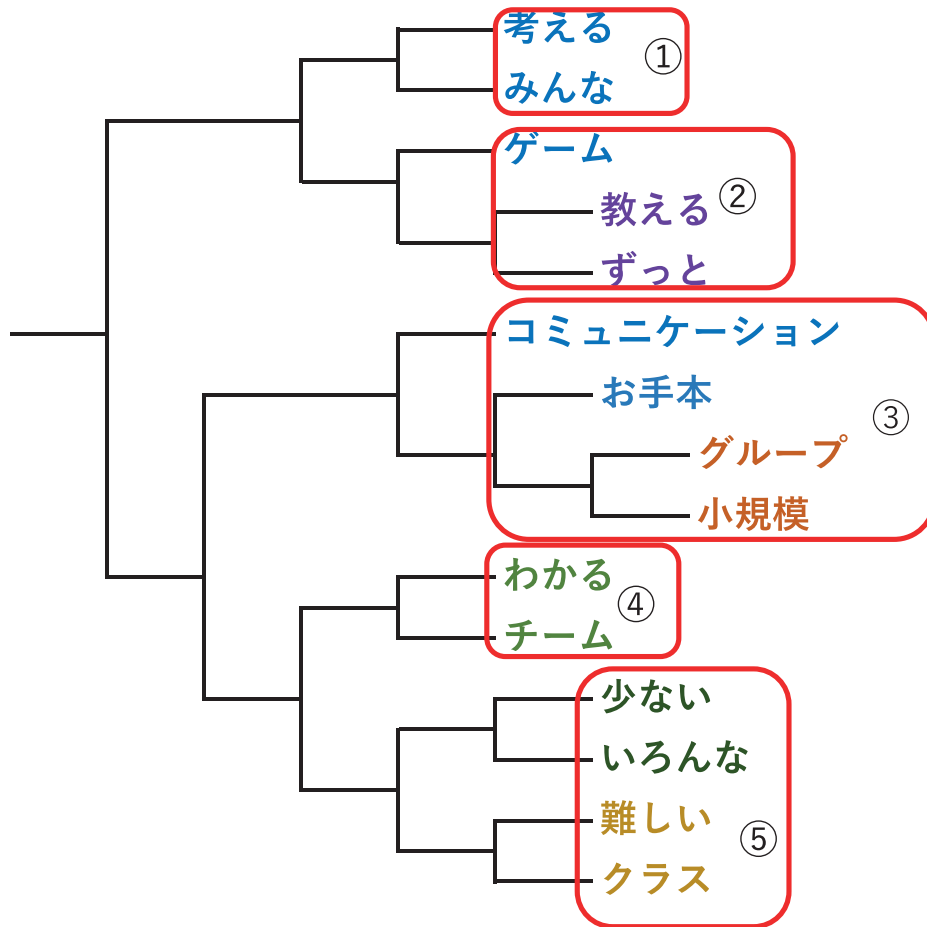 考える
①
みんな
ゲーム
教える
②
ずっと
コミュニケーション
お手本
③
グループ
小規模
わかる
④
チーム
少ない
いろんな
難しい
⑤
クラス